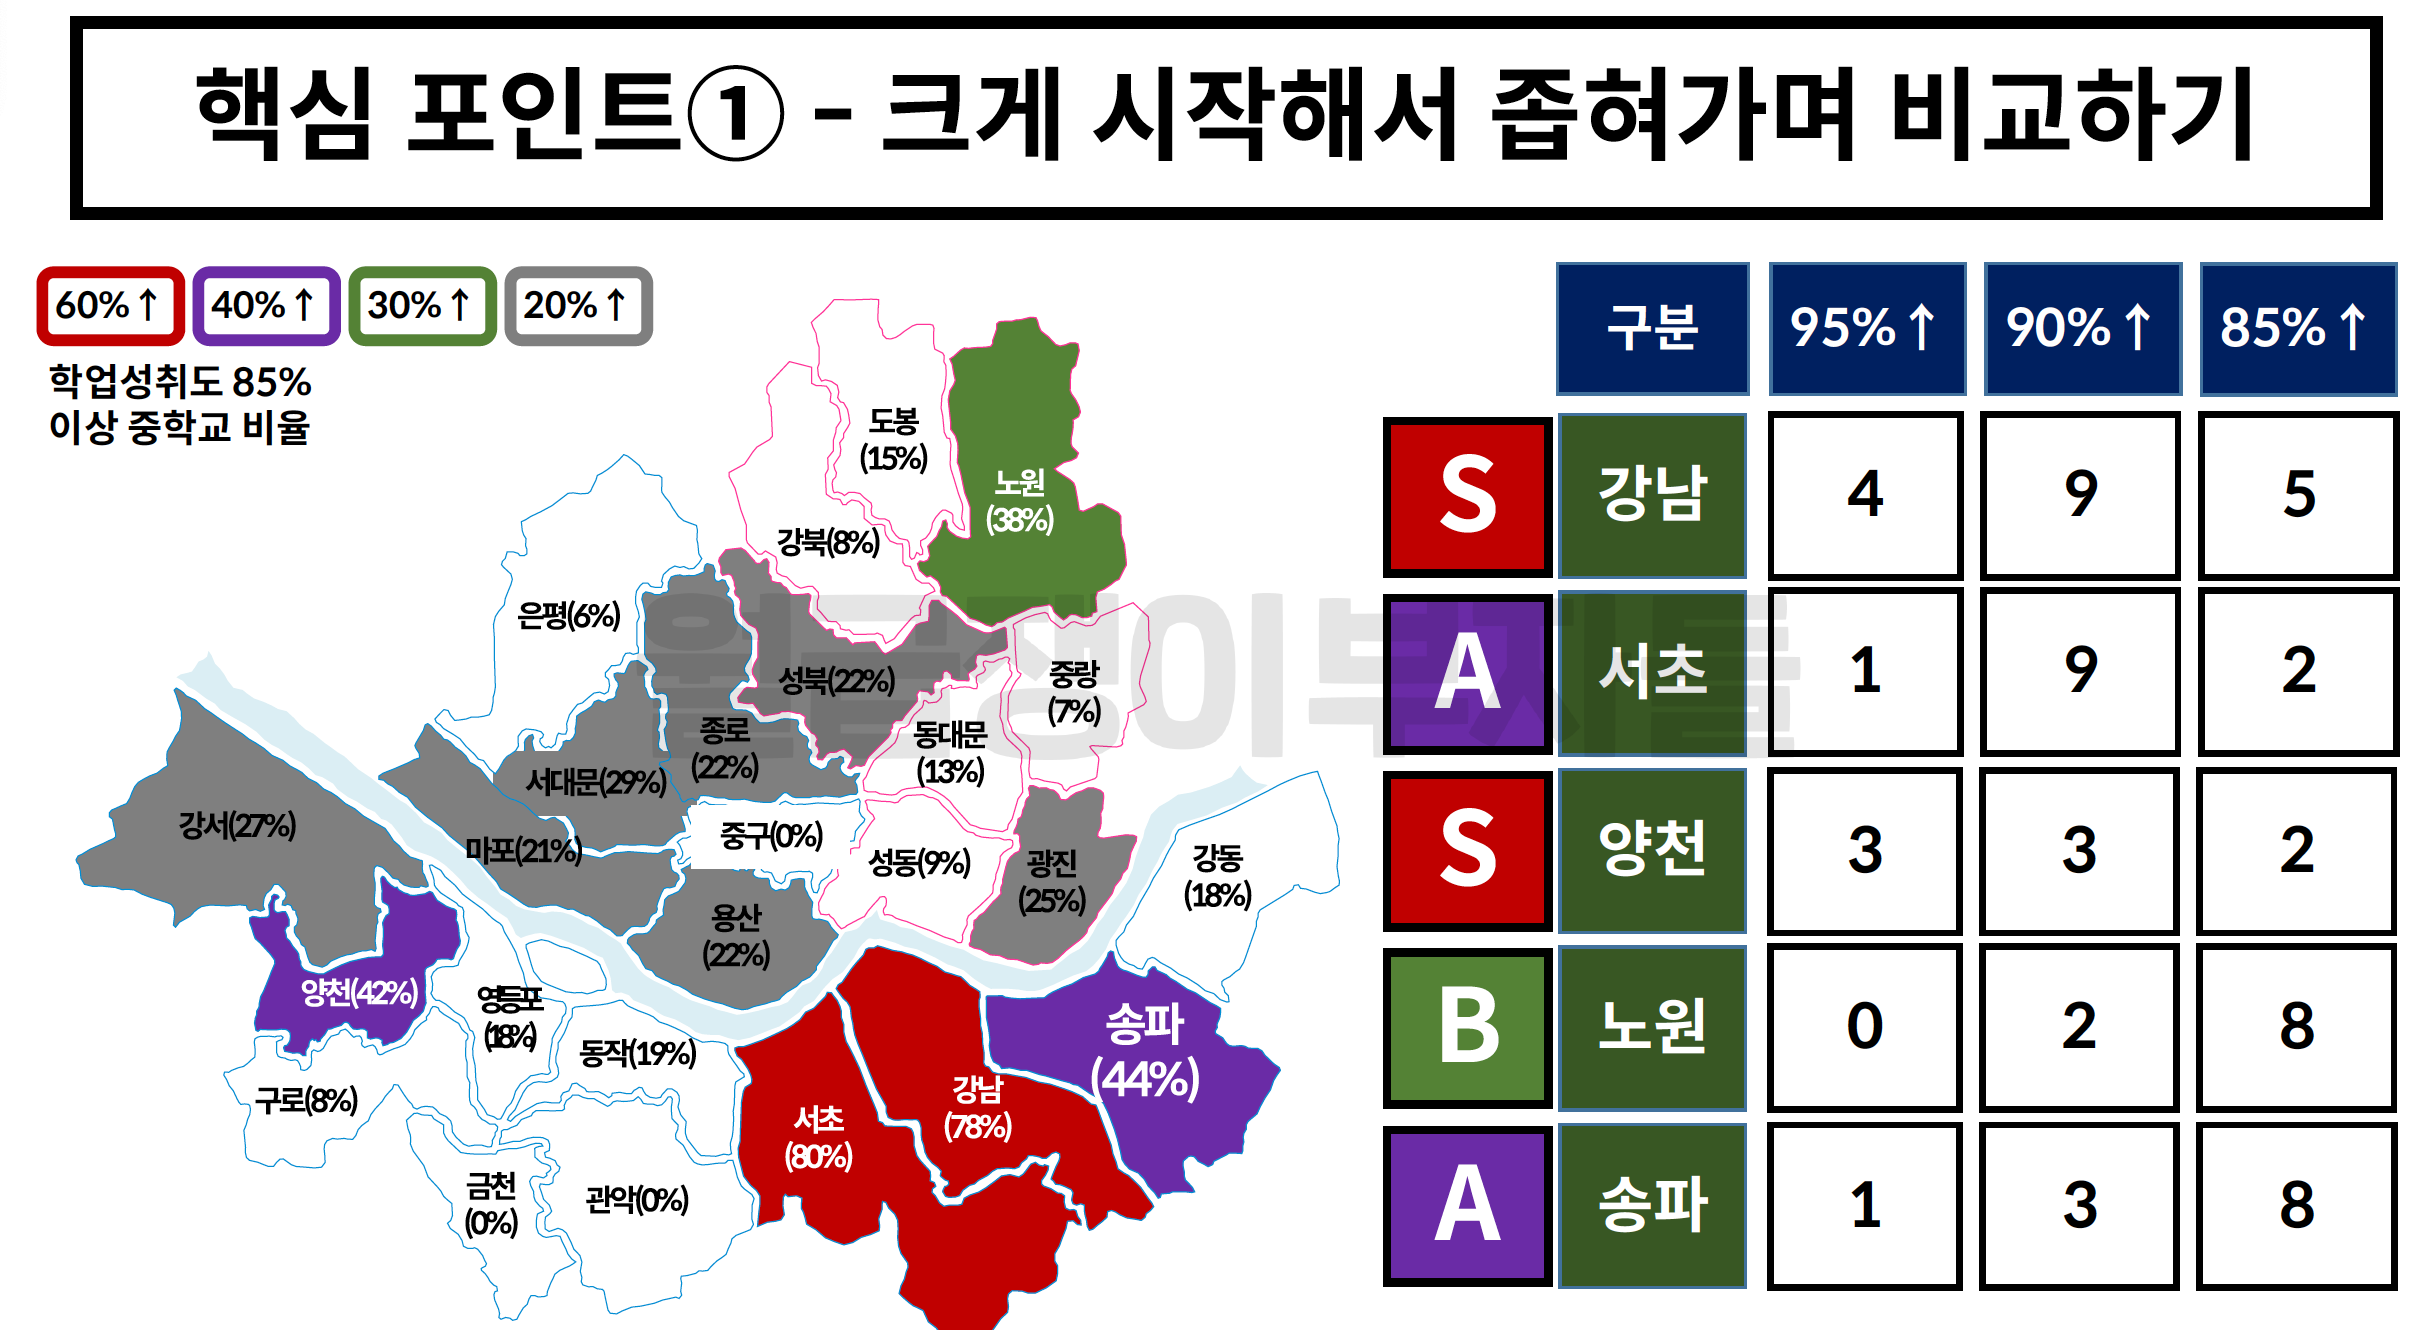 핵심 포인트① - 크게 시작해서 좁혀가며 비교하기
60%↑ 40%↑ 30%↑ 20%↑
학업성취도 85%
이상 중학교 비율
도봉
(15%)
노원
(38%)
강북(8%)
은평(6%)
성북(22%)
중랑
(7%)
종로
(22%)
동대문
(13%)
서대문(29%)
강서(27%)
마포(21%)
중구(0%)
성동(9%)
광진
(25%)
강동
(18%)
용산
(22%)
양천(42%)
영등포
(18%)
동작(19%)
송파
(44%)
구로(8%)
서초
(80%)
강남
(78%)
금천
(0%)
관악(0%)
구분 95%↑ 90%↑ 85%↑
S 강남 4 9 5
A 서초 1 9 2
S 양천 3 3 2
B 노원 0 2 8
A 송파 1 3 8
월급쟁이부자들